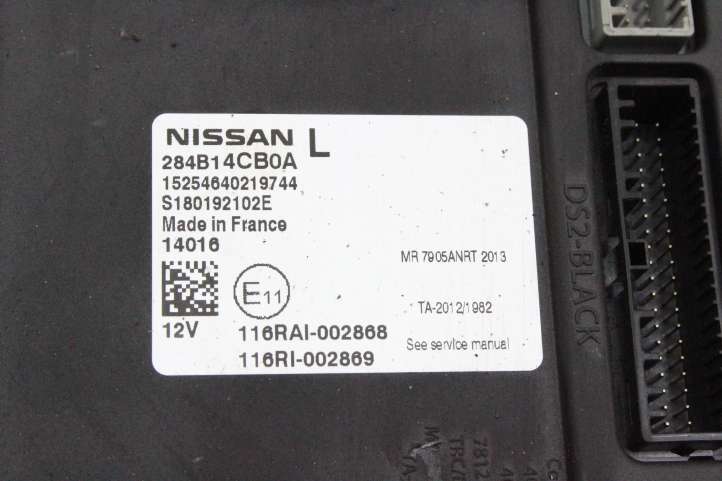 NISSAN L
284B14CB0A
15254640219744
S180192102E
Made in France
14016
MR 7905ANRT 2013
E11
TA-2012/1982
12V
116RAI-002868
116RI-002869
See service manual
DS2-BLACK